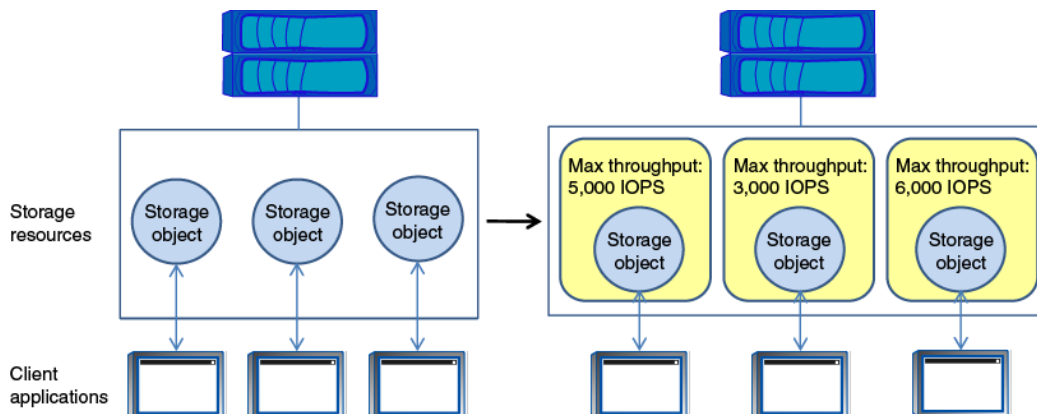 Max throughput:
5,000 IOPS
Max throughput:
3,000 IOPS
Max throughput:
6,000 IOPS
Storage
resources
Storage
object
Storage
object
Storage
object
Storage
object
Storage
object
Storage
object
Client
applications